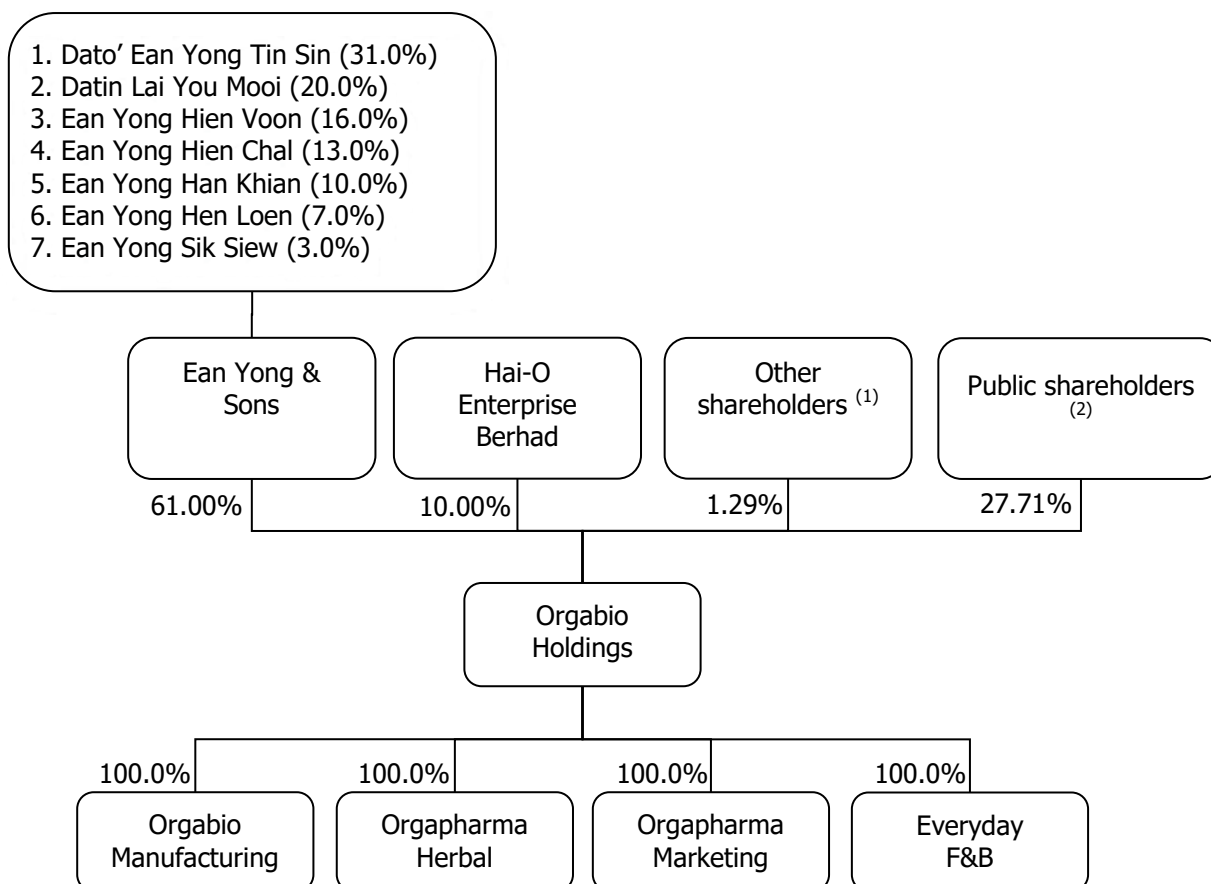 1. Dato’ Ean Yong Tin Sin (31.0%)
2. Datin Lai You Mooi (20.0%)
3. Ean Yong Hien Voon (16.0%)
4. Ean Yong Hien Chal (13.0%)
5. Ean Yong Han Khian (10.0%)
6. Ean Yong Hen Loen (7.0%)
7. Ean Yong Sik Siew (3.0%)
Ean Yong &
Sons
Hai-O
Enterprise
Berhad
Other
shareholders (1)
Public shareholders
(2)
61.00%
10.00%
1.29%
27.71%
Orgabio
Holdings
100.0%
100.0%
100.0%
100.0%
Orgabio
Manufacturing
Orgapharma
Herbal
Orgapharma
Marketing
Everyday
F&B